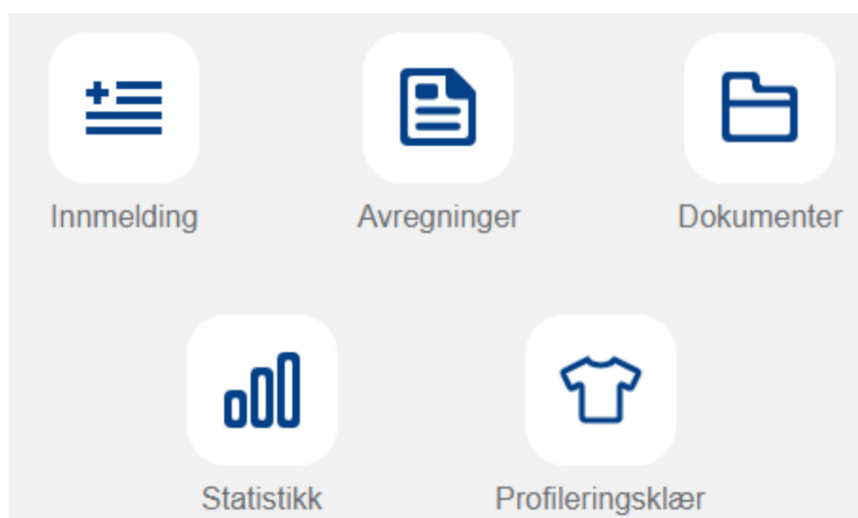 Innmelding
Avregninger
Dokumenter
Statistikk
Profileringsklær